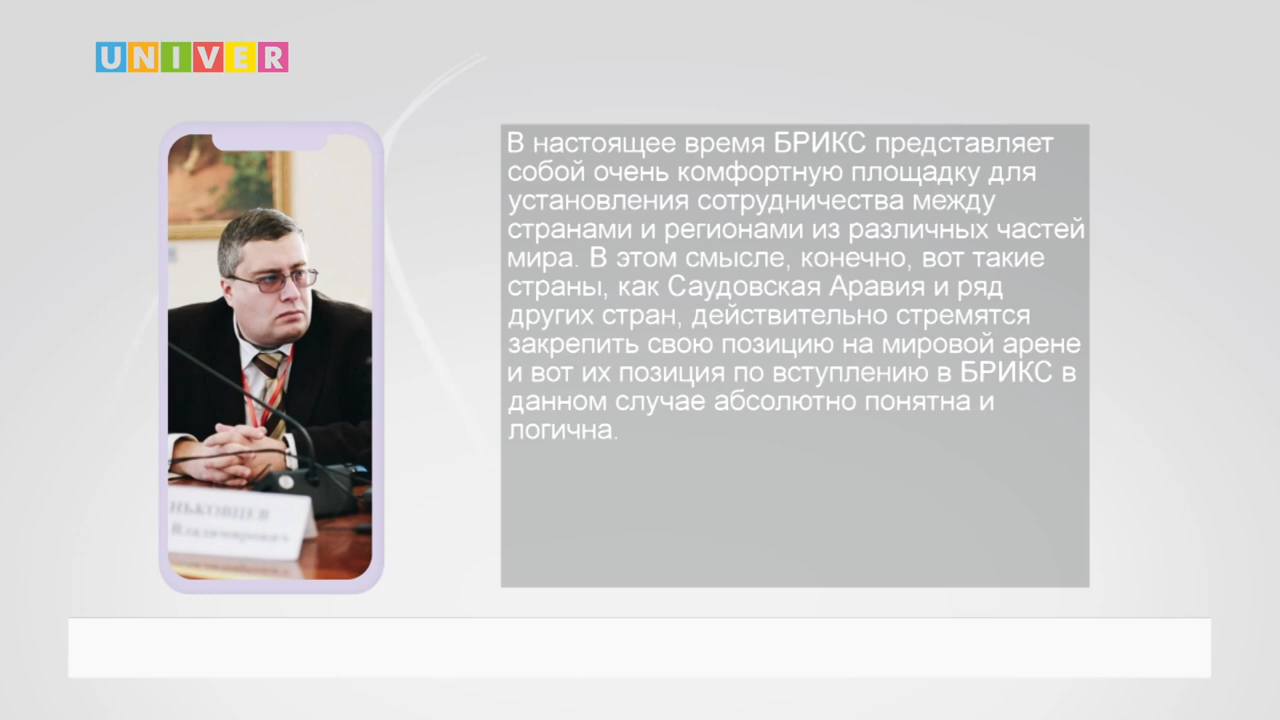 UNIVER
В настоящее время БРИКС представляет
собой очень комфортную площадку для
установления сотрудничества между
странами и регионами из различных частей
мира. В этом смысле, конечно, вот такие
страны, как Саудовская Аравия и ряд
других стран, действительно стремятся
закрепить свою позицию на мировой арене
и вот их позиция по вступлению в БРИКС в
данном случае абсолютно понятна и
логична.
НЬКОВЦЕВ
Владимирович